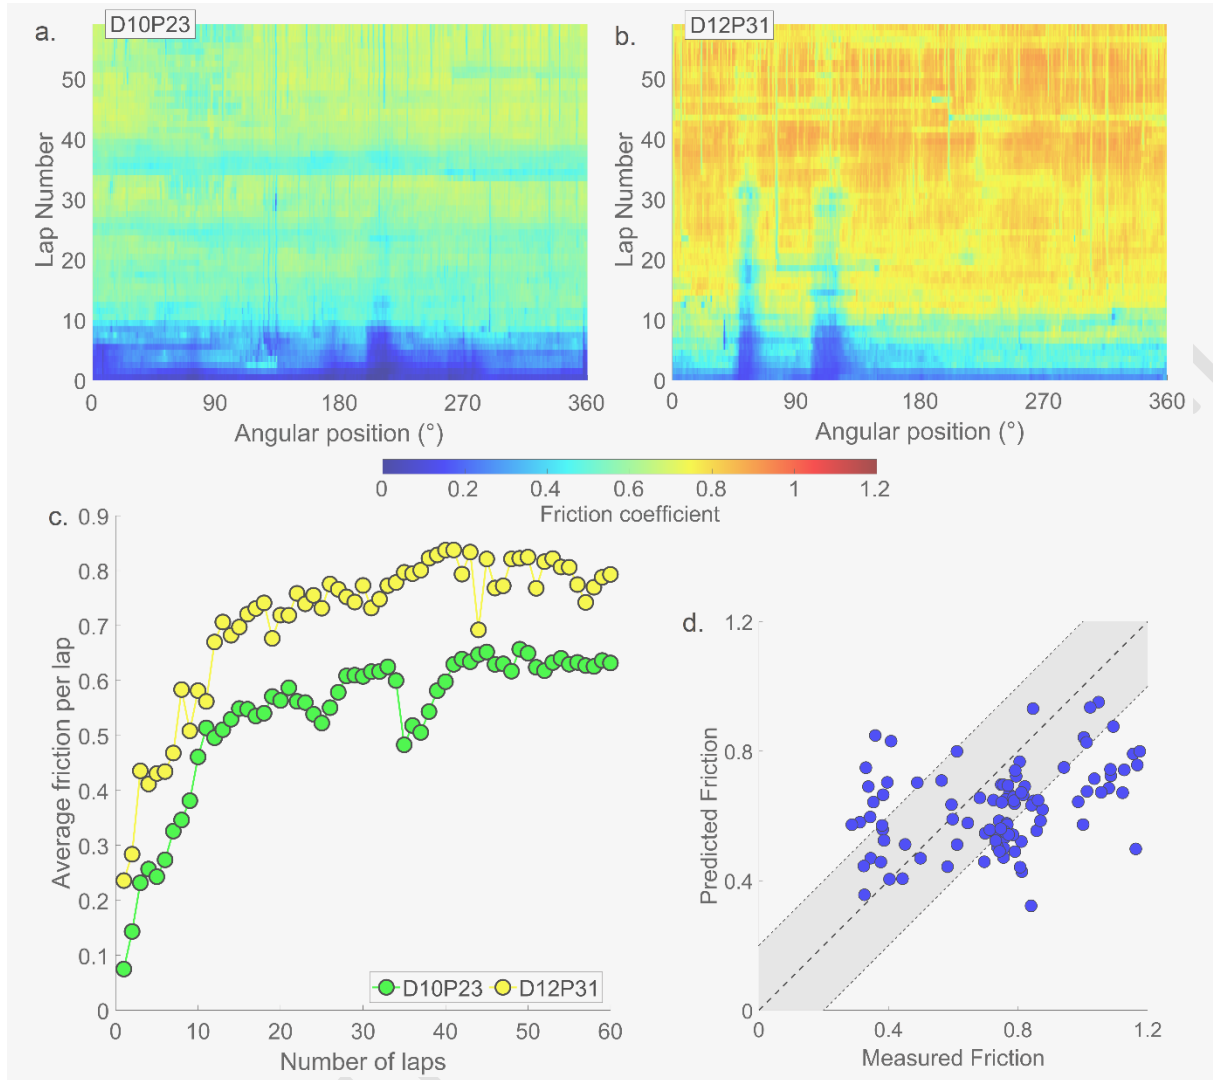 a.
D10P23
Lap Number
50
40
30
20
10
0
0 90 180 270 360
Angular position (°)
b.
D12P31
Lap Number
50
40
30
20
10
0
0 90 180 270 360
Angular position (°)
0 0.2 0.4 0.6 0.8 1 1.2
Friction coefficient
c.
Average friction per lap
0.9
0.8
0.7
0.6
0.5
0.4
0.3
0.2
0.1
0
0 10 20 30 40 50 60
Number of laps
D10P23 D12P31
d.
Predicted Friction
1.2
0.8
0.4
0
0 0.4 0.8 1.2
Measured Friction